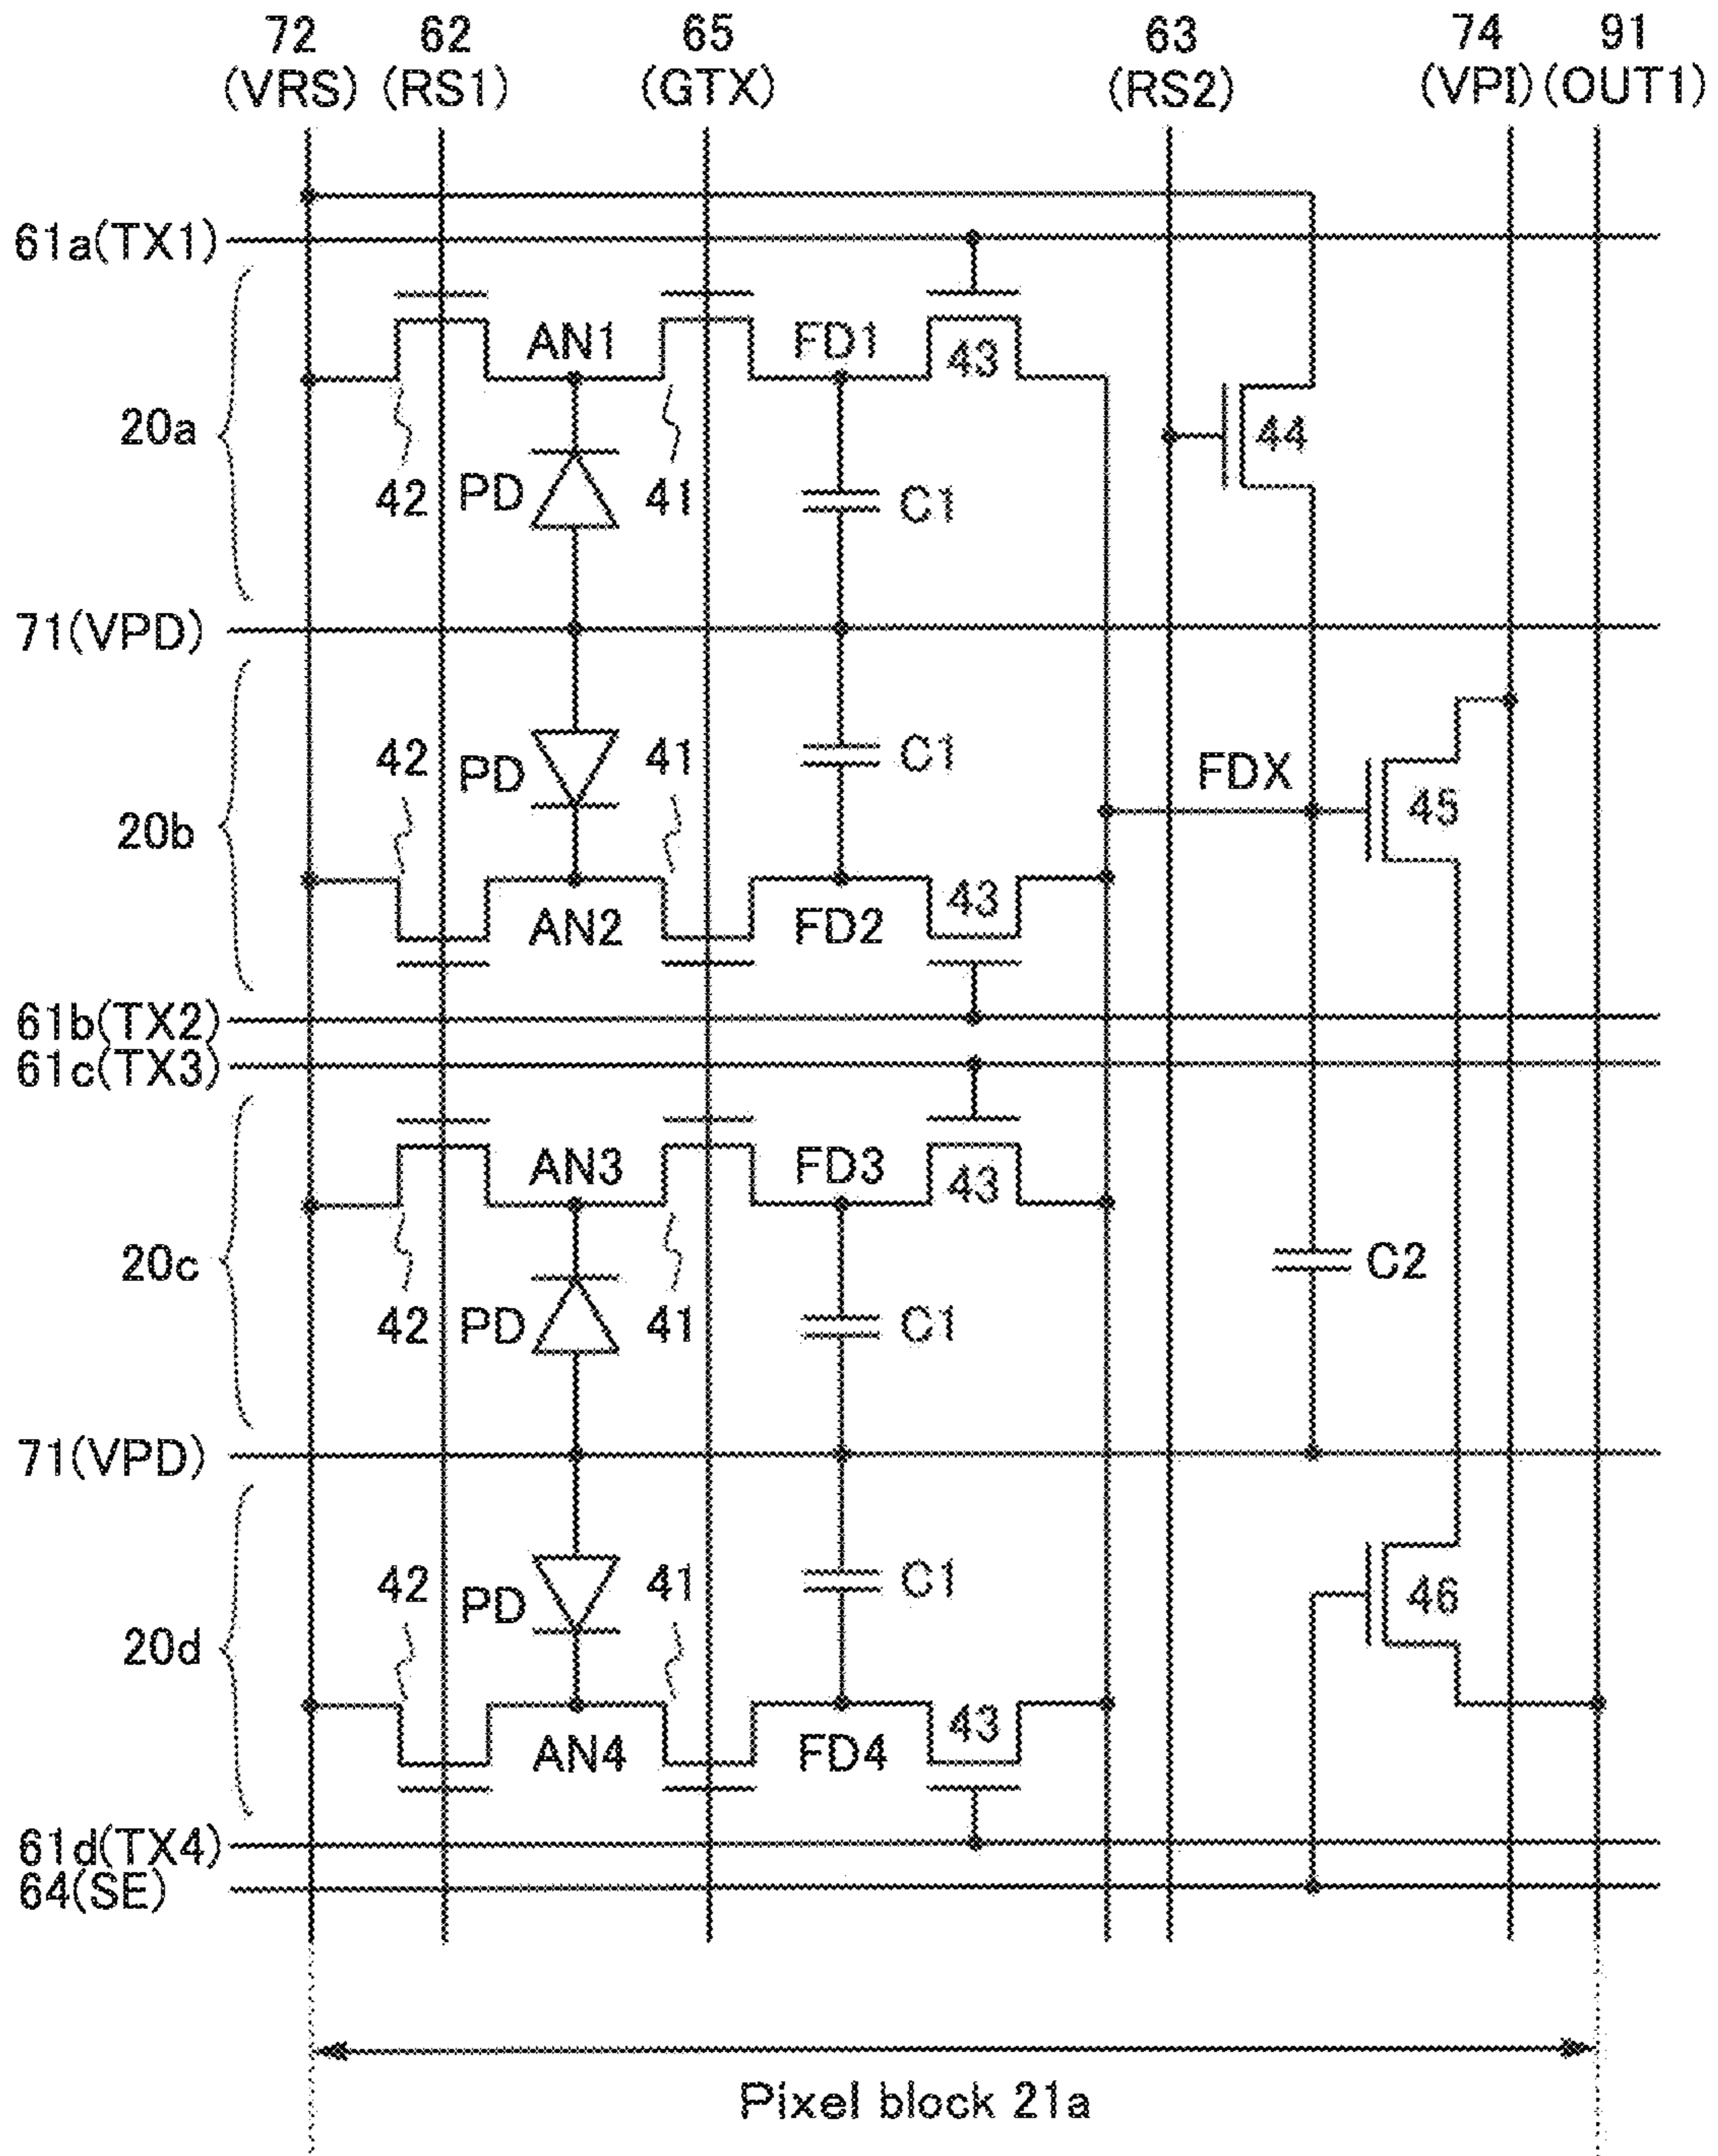 72 62 65 63 74 91
(VRS) (RS1) (GTX) (RS2) (VPI) (OUT1)
61a(TX1)
AN1 FD1 43
20a 44
42 PD 41 C1
71(VPD)
42 PD 41 C1 FDX 45
20b
AN2 FD2 43
61b(TX2)
61c(TX3)
AN3 FD3 43
20c C2
42 PD 41 C1
71(VPD)
42 PD 41 C1 46
20d
AN4 FD4 43
61d(TX4)
64(SE)
Pixel block 21a